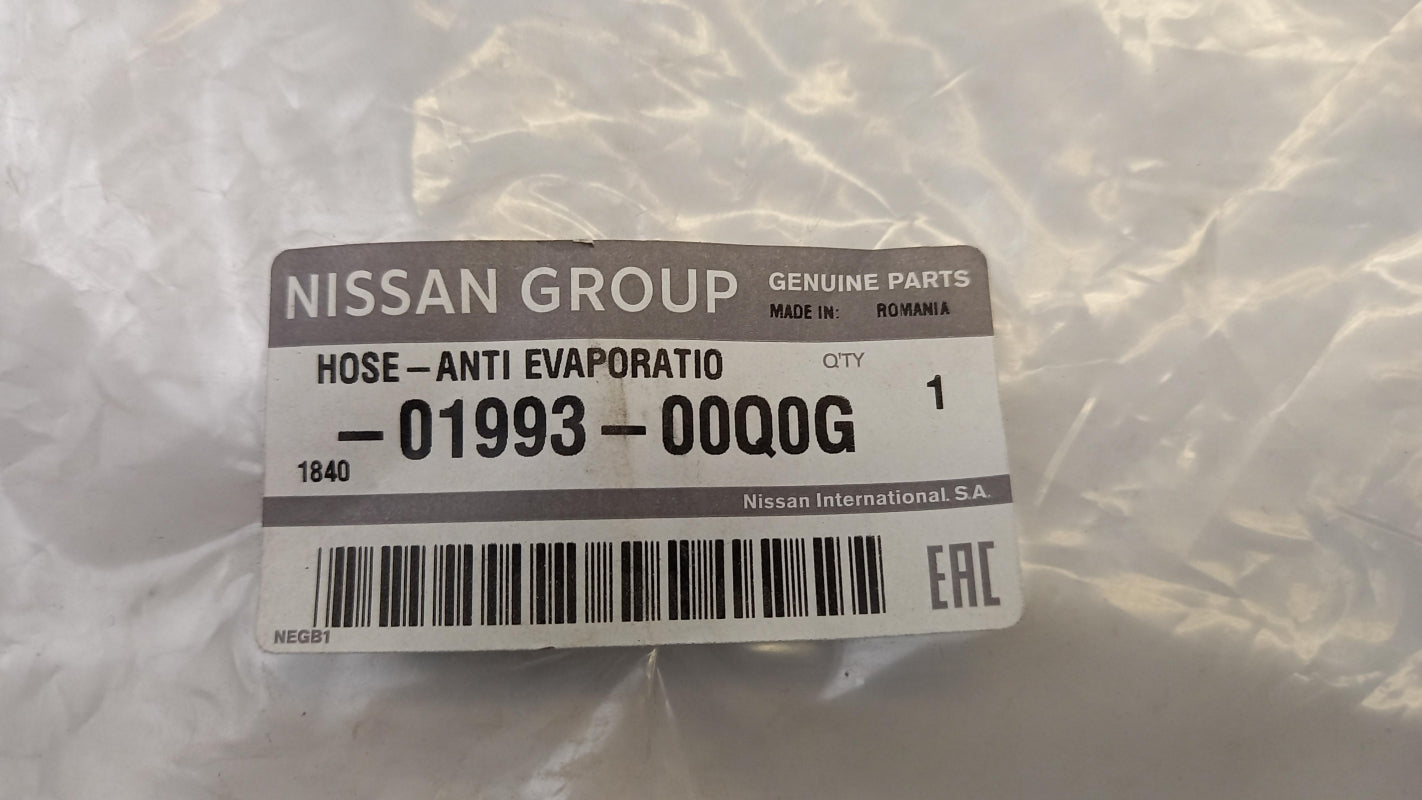 NISSAN GROUP GENUINE PARTS
MADE IN: ROMANIA
HOSE-ANTI EVAPORATIO Q'TY
1
-01993-00Q0G
1840
Nissan International. S.A.
EAC
NEGB1